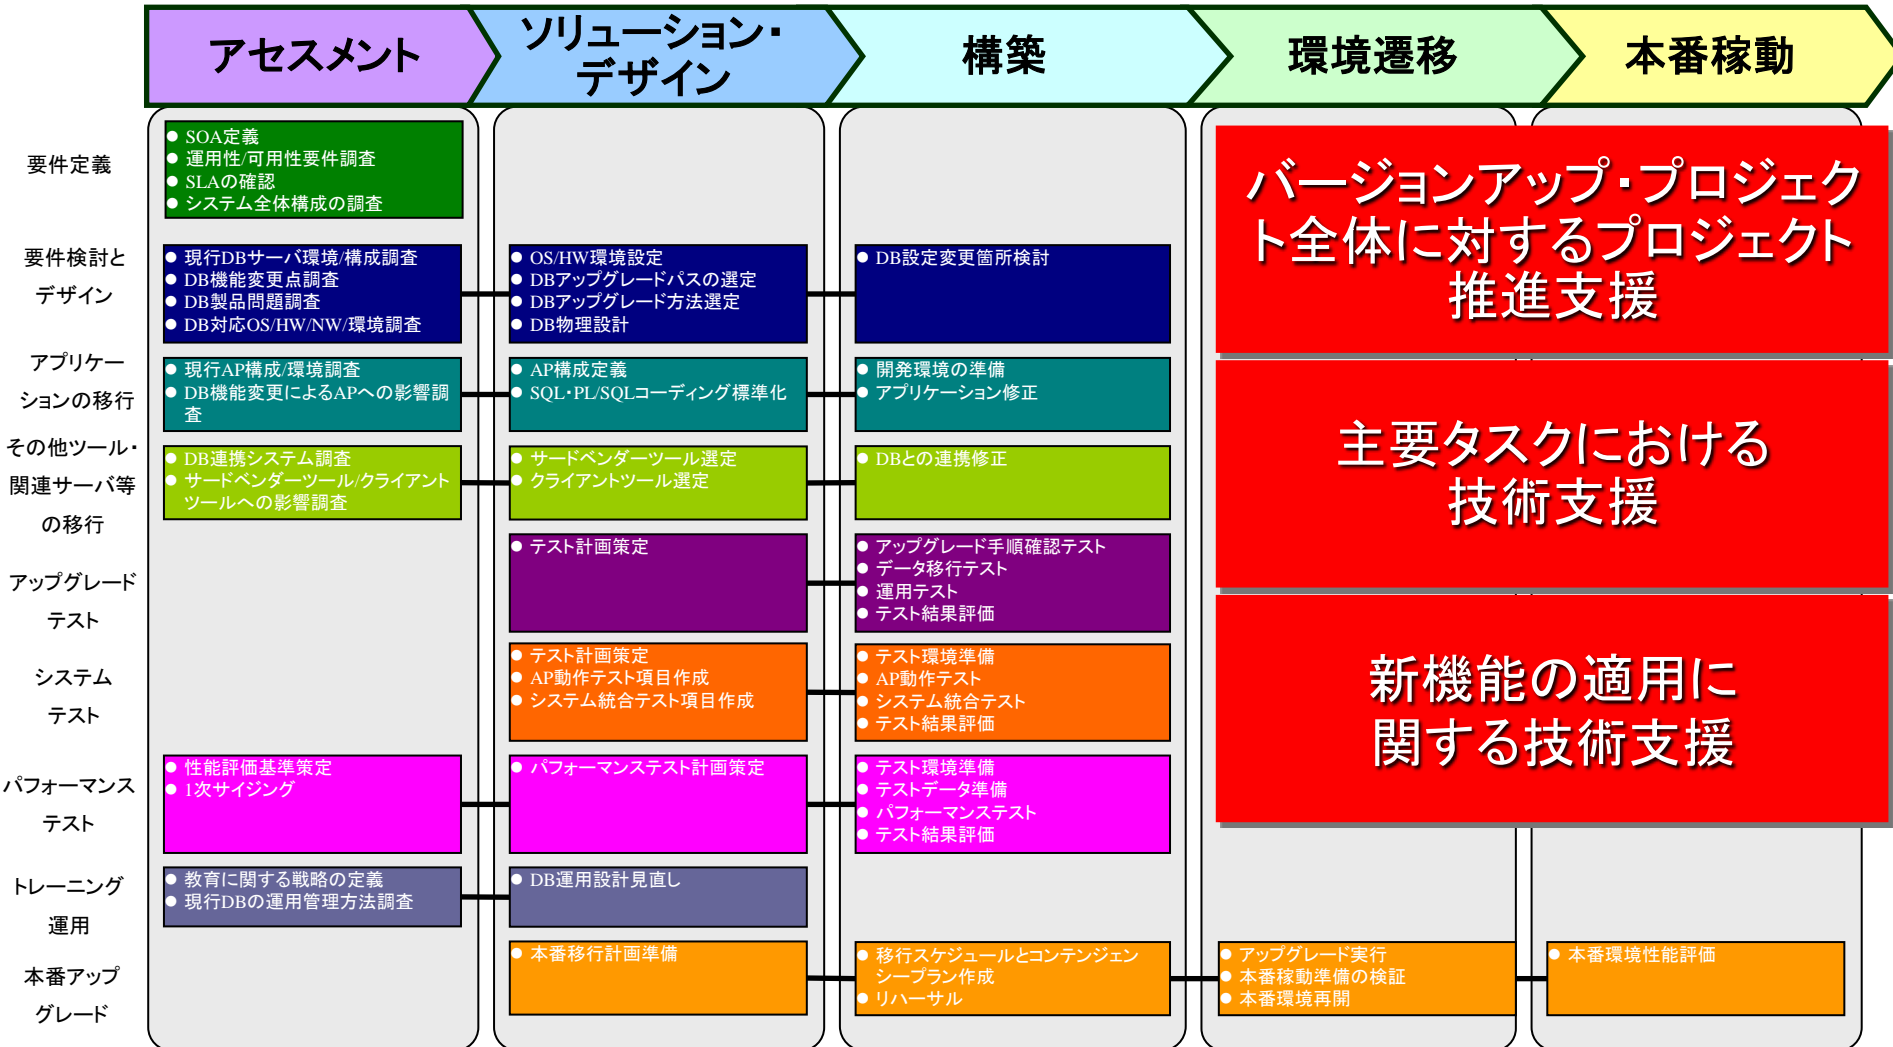 アセスメント
ソリューション・
デザイン
構築
環境遷移
本番稼動
要件定義
● SOA定義
● 運用性/可用性要件調査
● SLAの確認
● システム全体構成の調査
バージョンアップ・プロジェク
ト全体に対するプロジェクト
推進支援
要件検討と
デザイン
● 現行DBサーバ環境/構成調査
● DB機能変更点調査
● DB製品問題調査
● DB対応OS/HW/NW/環境調査
● OS/HW環境設定
● DBアップグレードパスの選定
● DBアップグレード方法選定
● DB物理設計
● DB設定変更箇所検討
アプリケー
ションの移行
● 現行AP構成/環境調査
● DB機能変更によるAPへの影響調
査
● AP構成定義
● SQL・PL/SQLコーディング標準化
● 開発環境の準備
● アプリケーション修正
主要タスクにおける
技術支援
その他ツール・
関連サーバ等
の移行
● DB連携システム調査
● サードベンダーツール/クライアント
ツールへの影響調査
● サードベンダーツール選定
● クライアントツール選定
● DBとの連携修正
アップグレード
テスト
● テスト計画策定
● アップグレード手順確認テスト
● データ移行テスト
● 運用テスト
● テスト結果評価
新機能の適用に
関する技術支援
システム
テスト
● テスト計画策定
● AP動作テスト項目作成
● システム統合テスト項目作成
● テスト環境準備
● AP動作テスト
● システム統合テスト
● テスト結果評価
パフォーマンス
テスト
● 性能評価基準策定
● 1次サイジング
● パフォーマンステスト計画策定
● テスト環境準備
● テストデータ準備
● パフォーマンステスト
● テスト結果評価
トレーニング
運用
● 教育に関する戦略の定義
● 現行DBの運用管理方法調査
● DB運用設計見直し
本番アップ
グレード
● 本番移行計画準備
● 移行スケジュールとコンテンジェン
シープラン作成
● リハーサル
● アップグレード実行
● 本番稼動準備の検証
● 本番環境再開
● 本番環境性能評価